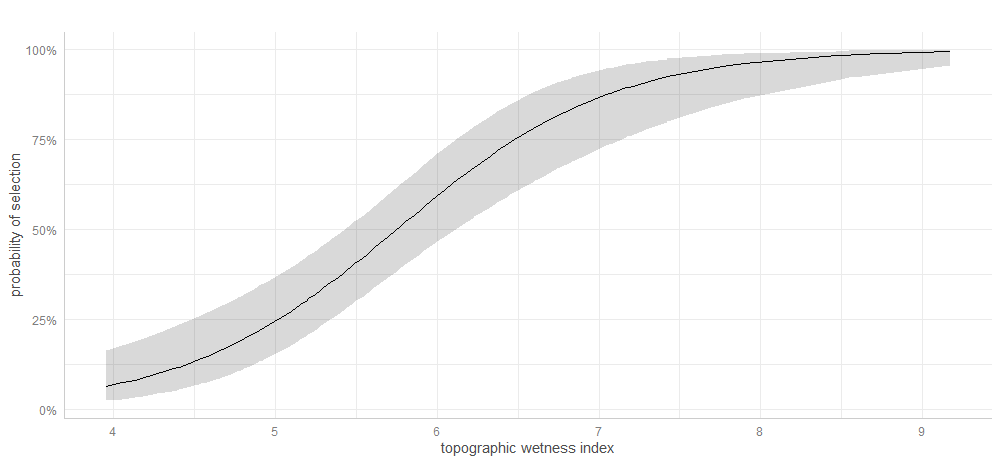 100%
75%
50%
25%
0%
probability of selection
4 5 6 7 8 9
topographic wetness index